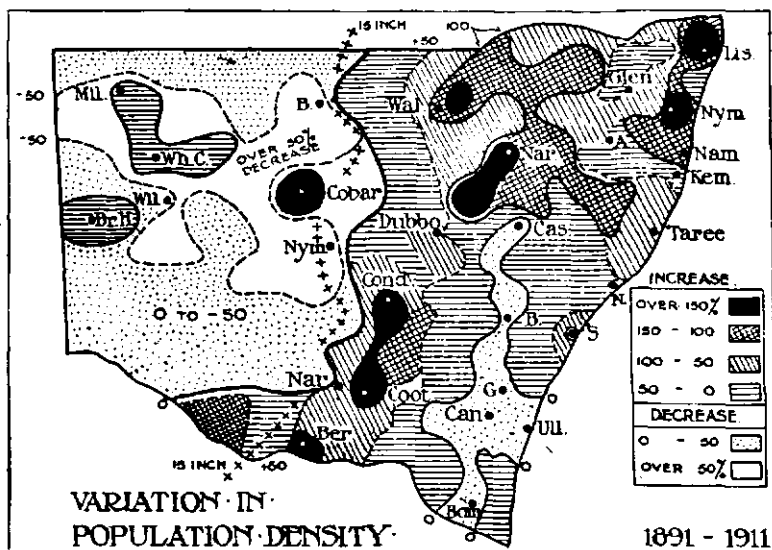 15 INCH
+50
100
Lis.
-50
Mil.
Glen
B.
Wal
Nym
-50
OVER 50%
DECREASE
Wh.C.
A.
Nar
Nam
Kem.
Wil.
Cobar
Br.H.
Dubbo
Cas
Taree
Nym
INCREASE
Cond.
N.
OVER 150%
0 TO -50
150 - 100
B.
S
100 - 50
50 - 0
Nar
Coot
G
DECREASE
Can
Ull.
0 - 50
Ber
OVER 50%
15 INCH
+50
VARIATION·IN·
Bom
POPULATION·DENSITY·
1891 - 1911